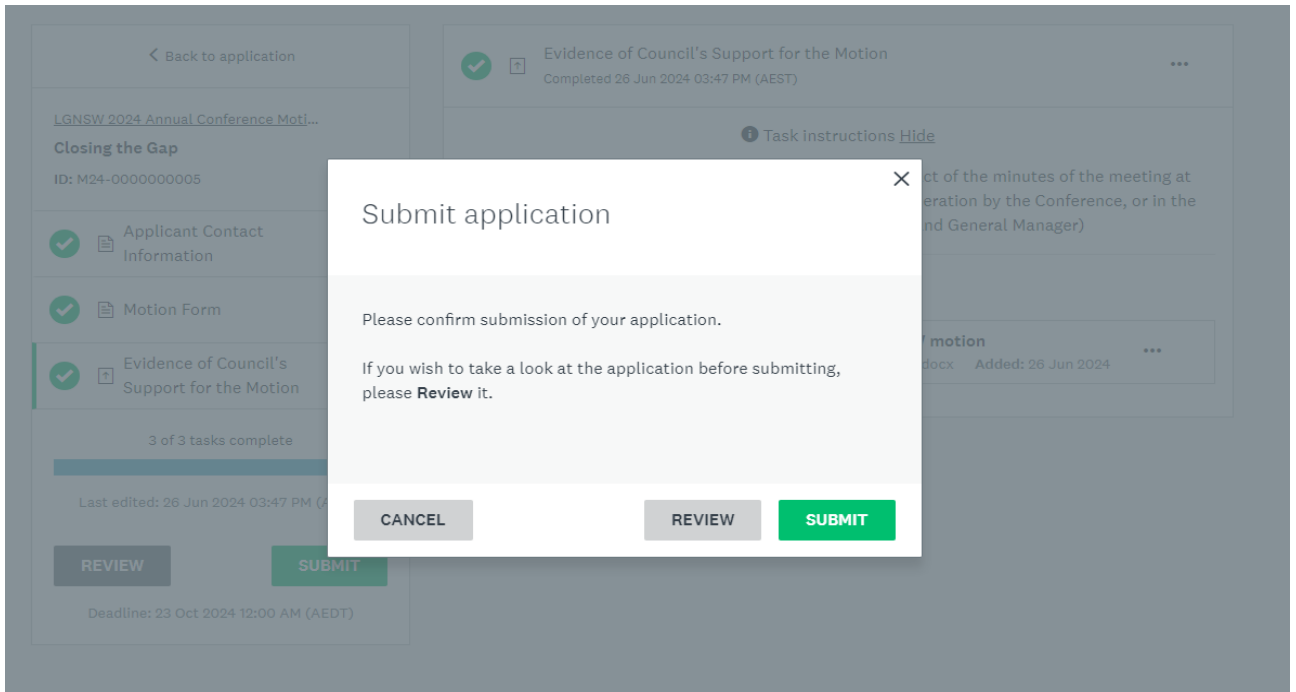 Back to application
LGNSW 2024 Annual Conference Moti...
Closing the Gap
ID: M24-0000000005
Applicant Contact
Information
Motion Form
Evidence of Council's
Support for the Motion
3 of 3 tasks complete
Last edited: 26 Jun 2024 03:47 PM (A
REVIEW
SUBMIT
Deadline: 23 Oct 2024 12:00 AM (AEDT)
Evidence of Council's Support for the Motion
Completed 26 Jun 2024 03:47 PM (AEST)
Task instructions Hide
ct of the minutes of the meeting at
eration by the Conference, or in the
nd General Manager)
motion
docx Added: 26 Jun 2024
Submit application
Please confirm submission of your application.
If you wish to take a look at the application before submitting,
please Review it.
CANCEL
REVIEW
SUBMIT